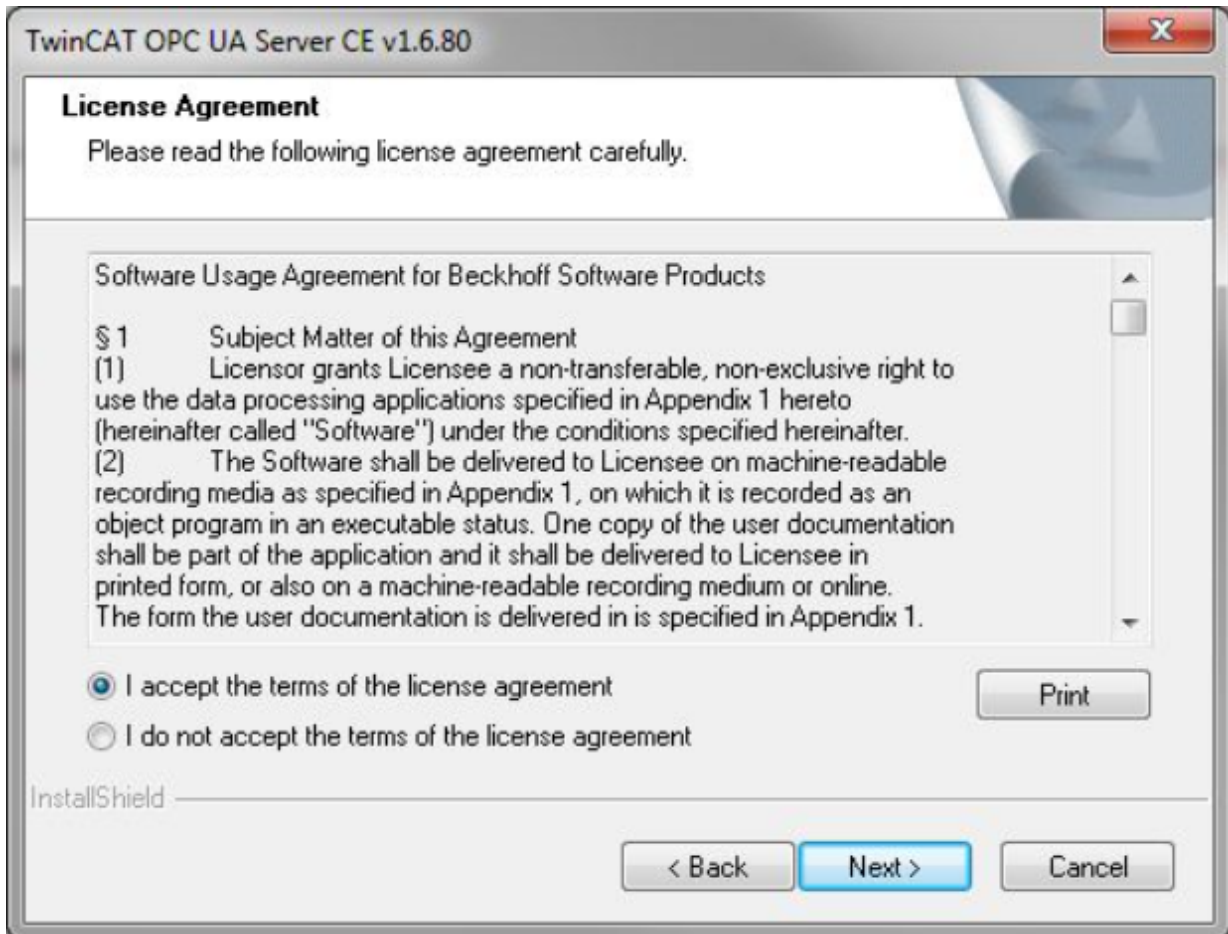 TwinCAT OPC UA Server CE v1.6.80
License Agreement
Please read the following license agreement carefully.
Software Usage Agreement for Beckhoff Software Products
§ 1 Subject Matter of this Agreement
(1) Licensor grants Licensee a non-transferable, non-exclusive right to
use the data processing applications specified in Appendix 1 hereto
(hereinafter called "Software") under the conditions specified hereinafter.
(2) The Software shall be delivered to Licensee on machine-readable
recording media as specified in Appendix 1, on which it is recorded as an
object program in an executable status. One copy of the user documentation
shall be part of the application and it shall be delivered to Licensee in
printed form, or also on a machine-readable recording medium or online.
The form the user documentation is delivered in is specified in Appendix 1.
I accept the terms of the license agreement
Print
I do not accept the terms of the license agreement
InstallShield
< Back Next > Cancel